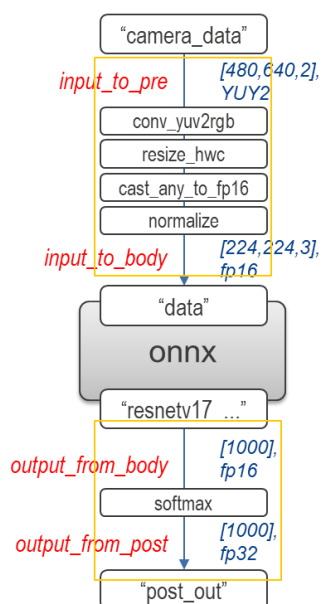 “camera_data”
input_to_pre
[480,640,2],
YUY2
conv_yuv2rgb
resize_hwc
cast_any_to_fp16
normalize
input_to_body
[224,224,3],
fp16
“data”
onnx
“resnetv17_...”
output_from_body
[1000],
fp16
softmax
output_from_post
[1000],
fp32
“post_out”